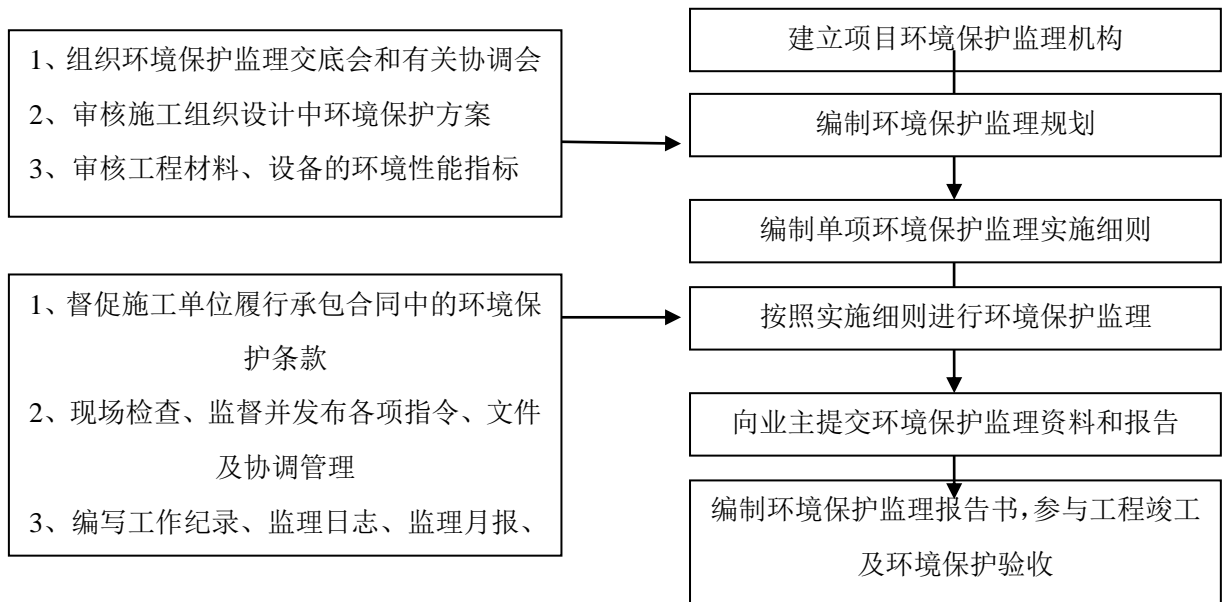 1、组织环境保护监理交底会和有关协调会
2、审核施工组织设计中环境保护方案
3、审核工程材料、设备的环境性能指标
1、督促施工单位履行承包合同中的环境保
护条款
2、现场检查、监督并发布各项指令、文件
及协调管理
3、编写工作纪录、监理日志、监理月报、
建立项目环境保护监理机构
编制环境保护监理规划
编制单项环境保护监理实施细则
按照实施细则进行环境保护监理
向业主提交环境保护监理资料和报告
编制环境保护监理报告书，参与工程竣工
及环境保护验收